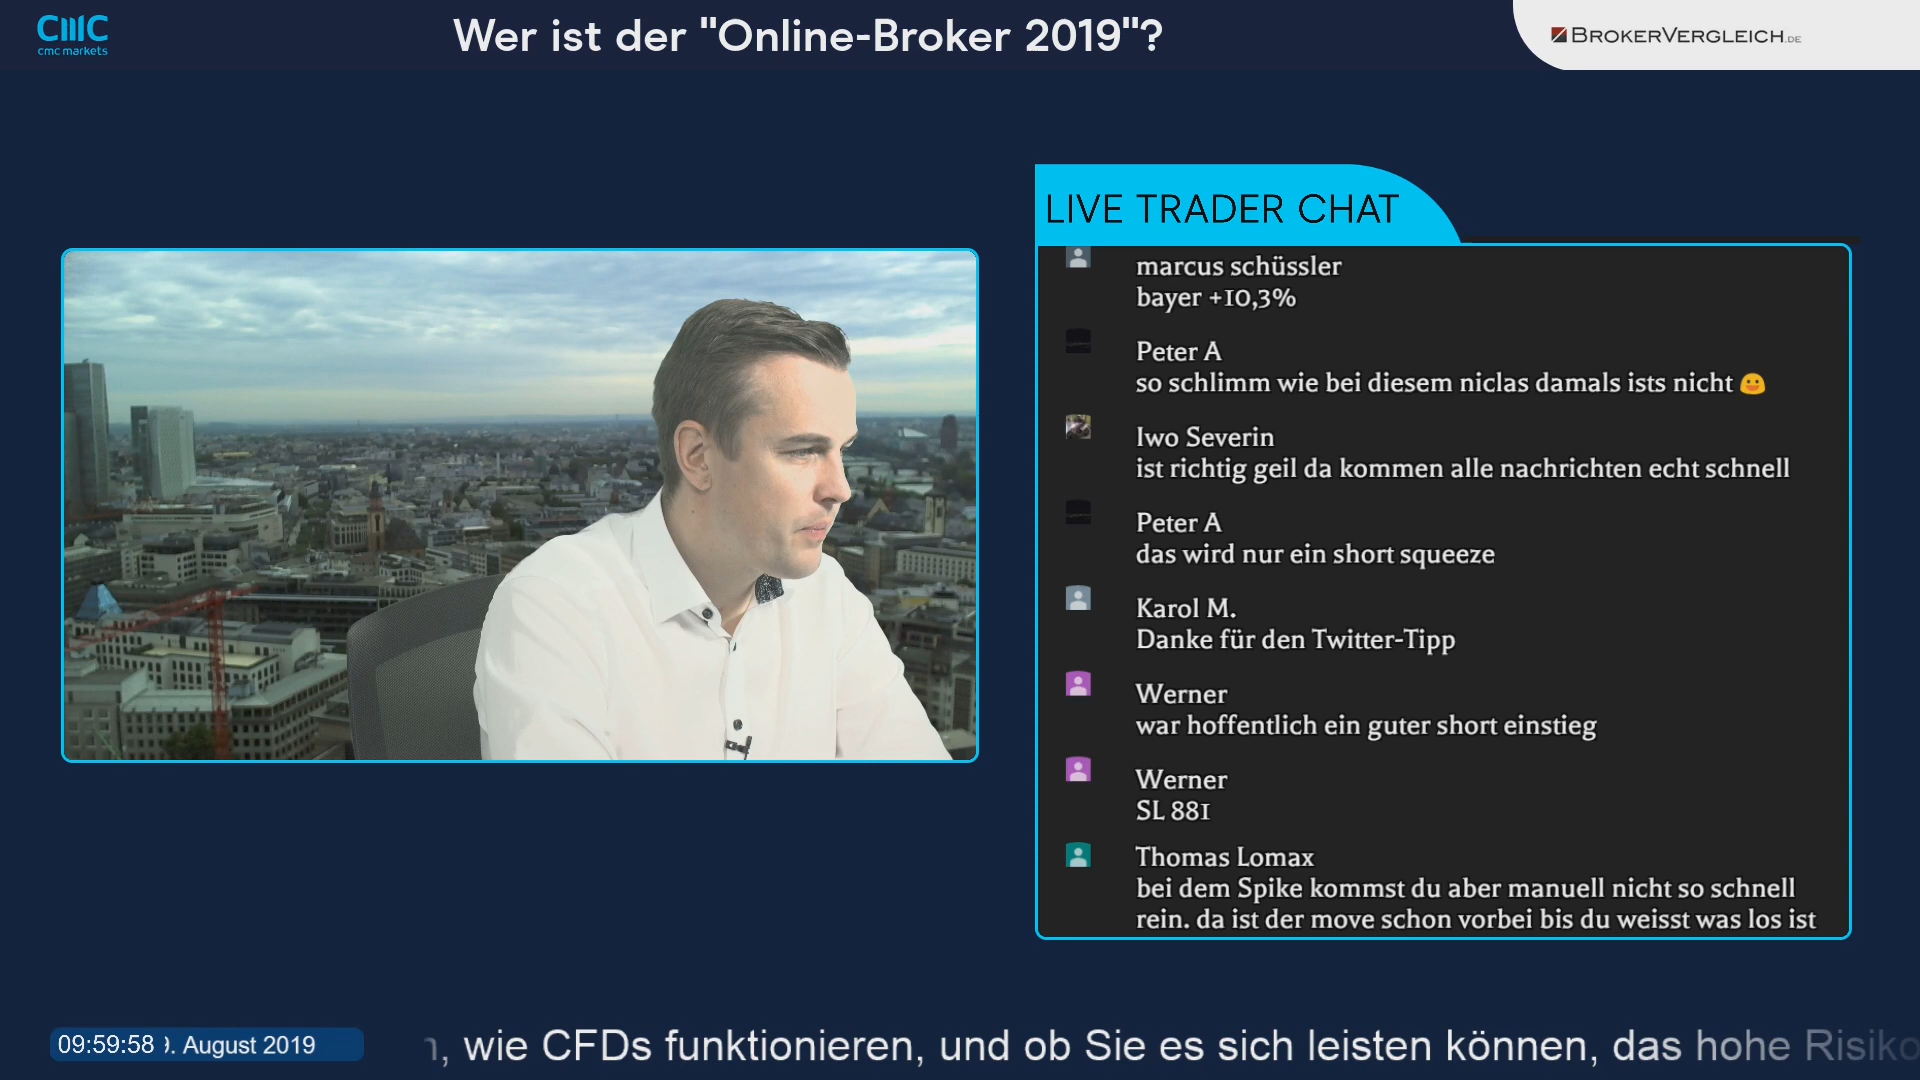 cmc markets
Wer ist der "Online-Broker 2019"?
BROKERVERGLEICH.DE
LIVE TRADER CHAT
marcus schüssler
bayer +10,3%
Peter A
so schlimm wie bei diesem niclas damals ists nicht
Iwo Severin
ist richtig geil da kommen alle nachrichten echt schnell
Peter A
das wird nur ein short squeeze
Karol M.
Danke für den Twitter-Tipp
Werner
war hoffentlich ein guter short einstieg
Werner
SL 881
Thomas Lomax
bei dem Spike kommst du aber manuell nicht so schnell
rein. da ist der move schon vorbei bis du weisst was los ist
09:59:58 9. August 2019
, wie CFDs funktionieren, und ob Sie es sich leisten können, das hohe Risiko